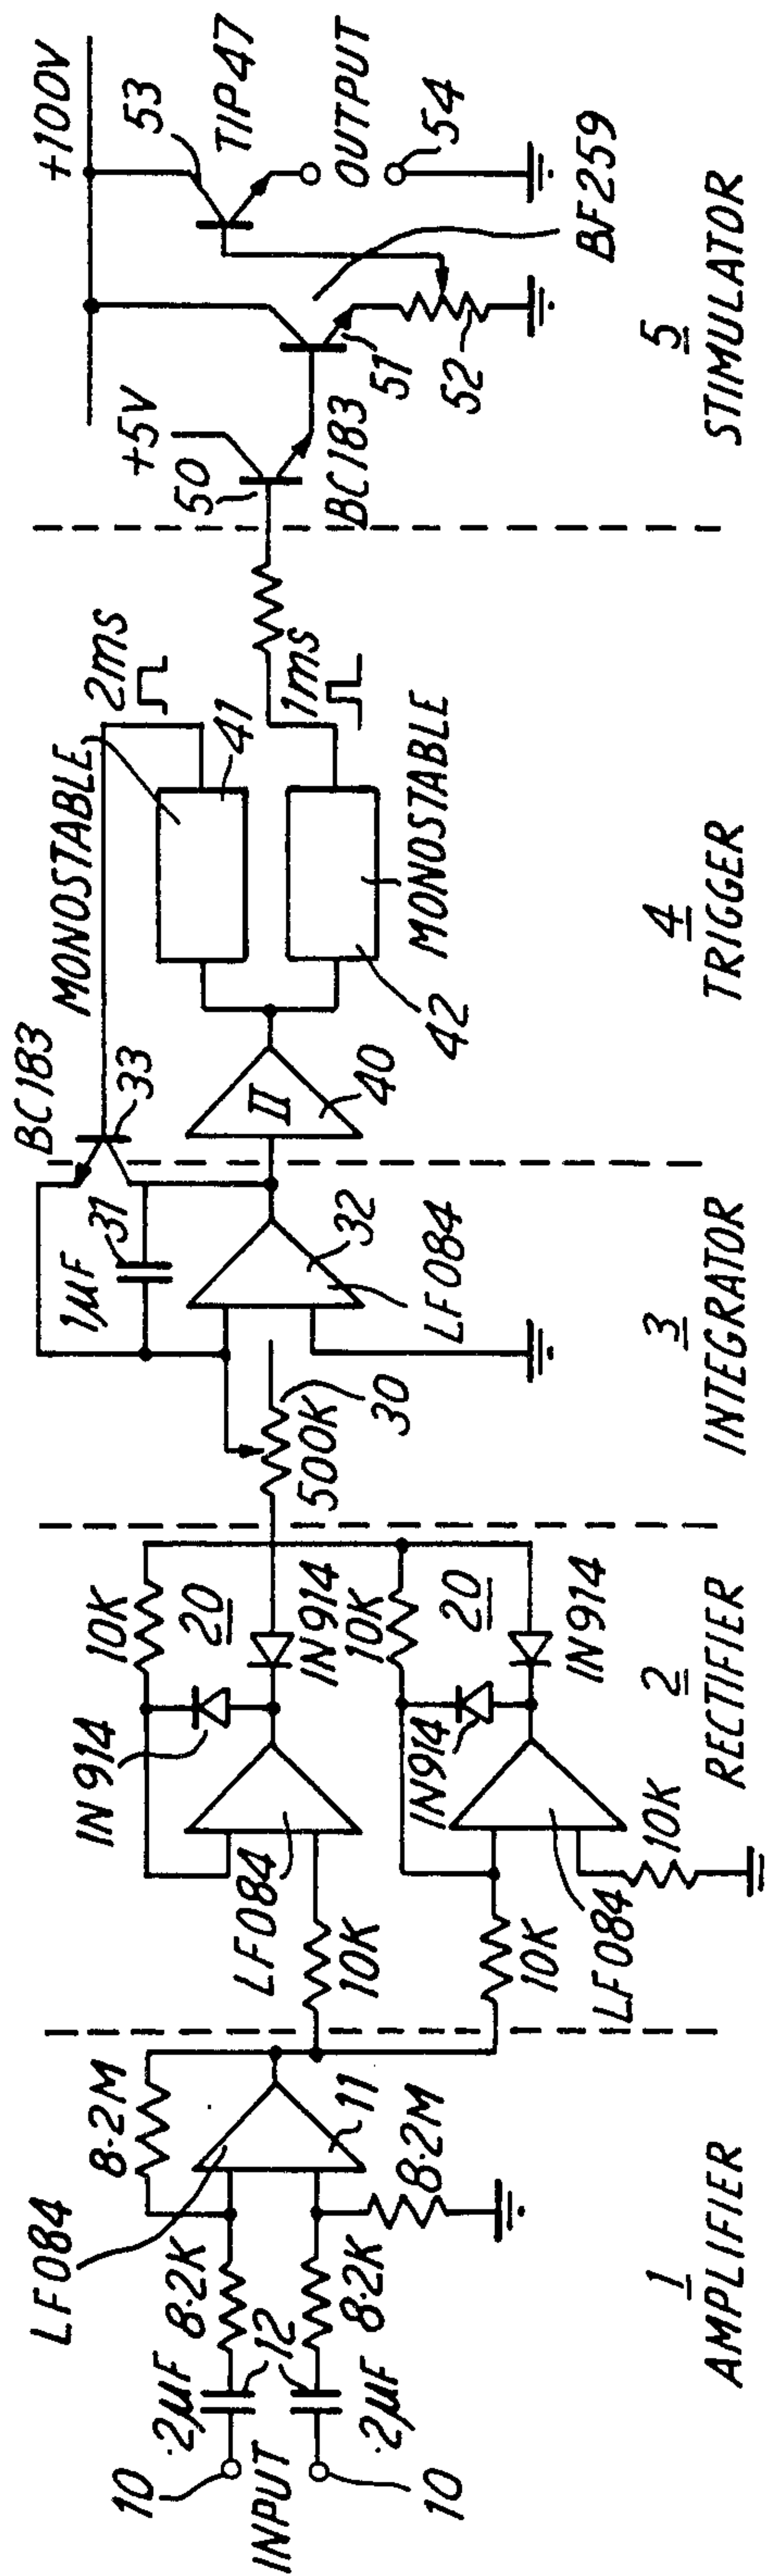 INPUT
10
10
.2µF
.2µF
12
8.2K
8.2K
LF084
8.2M
8.2M
11
1
AMPLIFIER
10K
10K
LF084
LF084
IN914
IN914
10K
10K
10K
20
20
IN914
IN914
2
RECTIFIER
500K
30
1µF
31
BC183
33
32
LF084
3
INTEGRATOR
II
40
MONOSTABLE
41
2ms
42
MONOSTABLE
1ms
4
TRIGGER
+5V
50
BC183
51
52
+100V
53
TIP47
OUTPUT
54
BF259
5
STIMULATOR